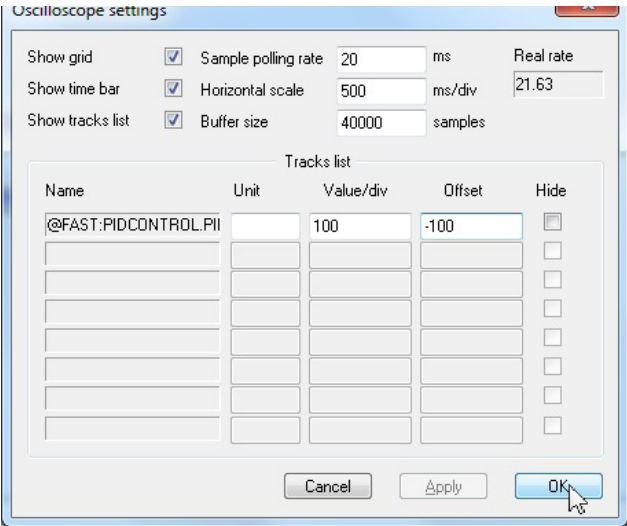 Oscilloscope settings
Show grid Sample polling rate 20 ms Real rate
Show time bar Horizontal scale 500 ms/div 21.63
Show tracks list Buffer size 40000 samples
Tracks list
Name Unit Value/div Offset Hide
@FAST:PIDCONTROL.PII 100 -100
Cancel Apply OK